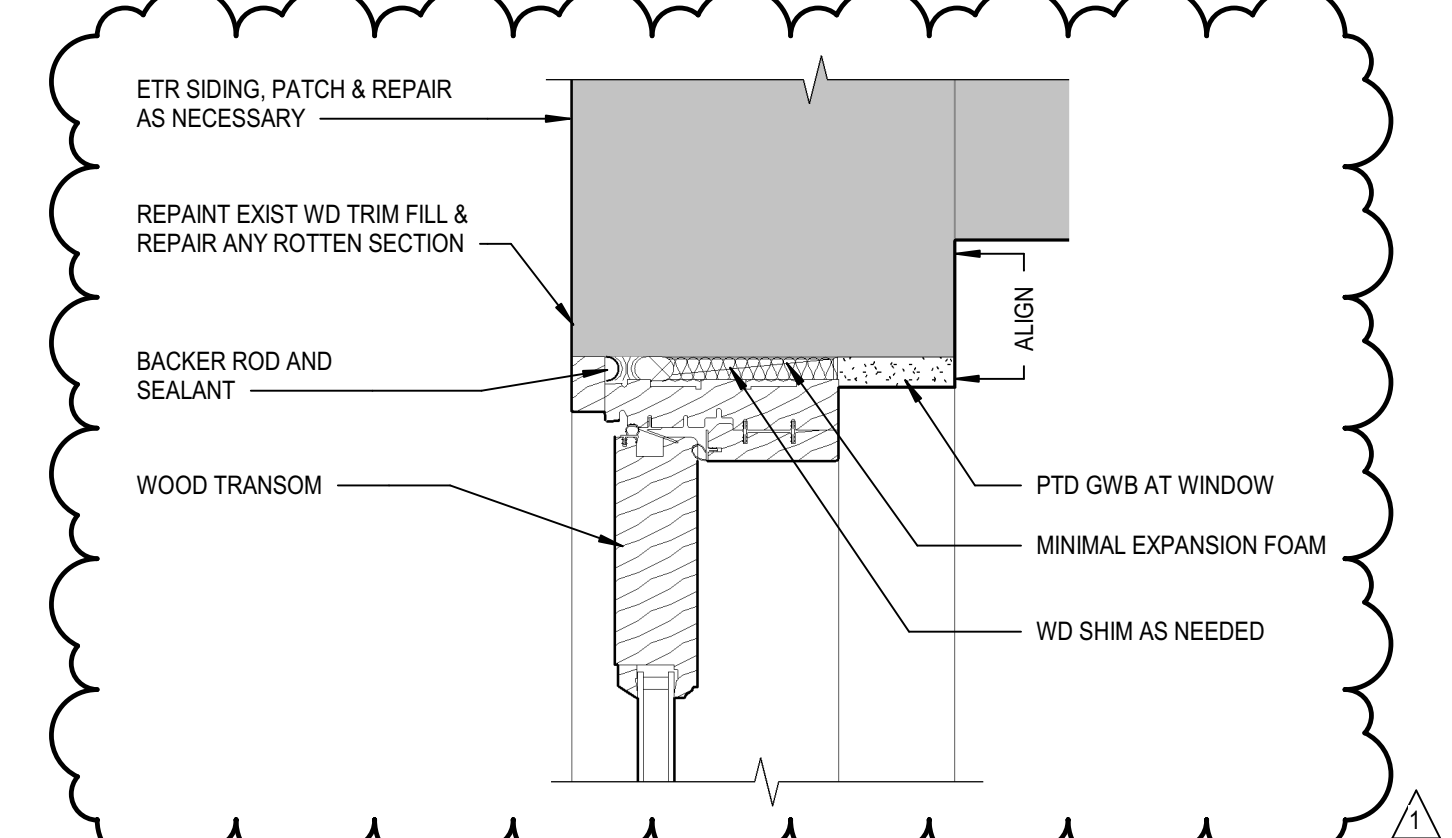 ETR SIDING, PATCH & REPAIR
AS NECESSARY
REPAINT EXIST WD TRIM FILL &
REPAIR ANY ROTTEN SECTION
BACKER ROD AND
SEALANT
WOOD TRANSOM
ALIGN
PTD GWB AT WINDOW
MINIMAL EXPANSION FOAM
WD SHIM AS NEEDED
1